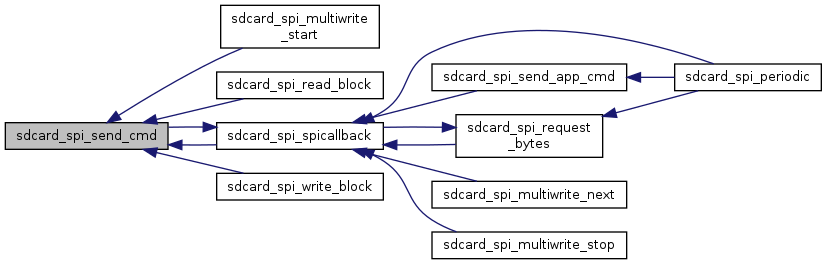 sdcard_spi_send_cmd
sdcard_spi_multiwrite
_start
sdcard_spi_read_block
sdcard_spi_spicallback
sdcard_spi_write_block
sdcard_spi_send_app_cmd
sdcard_spi_request
_bytes
sdcard_spi_multiwrite_next
sdcard_spi_multiwrite_stop
sdcard_spi_periodic